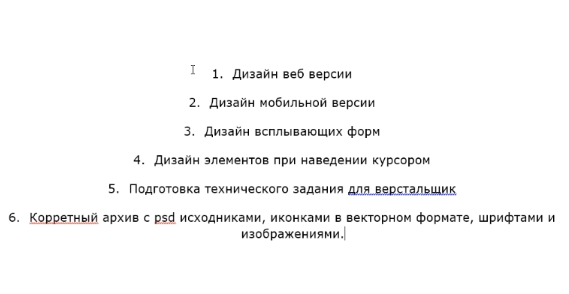 1. Дизайн веб версии
2. Дизайн мобильной версии
3. Дизайн всплывающих форм
4. Дизайн элементов при наведении курсором
5. Подготовка технического задания для верстальщик
6. Корретный архив с psd исходниками, иконками в векторном формате, шрифтами и
изображениями.